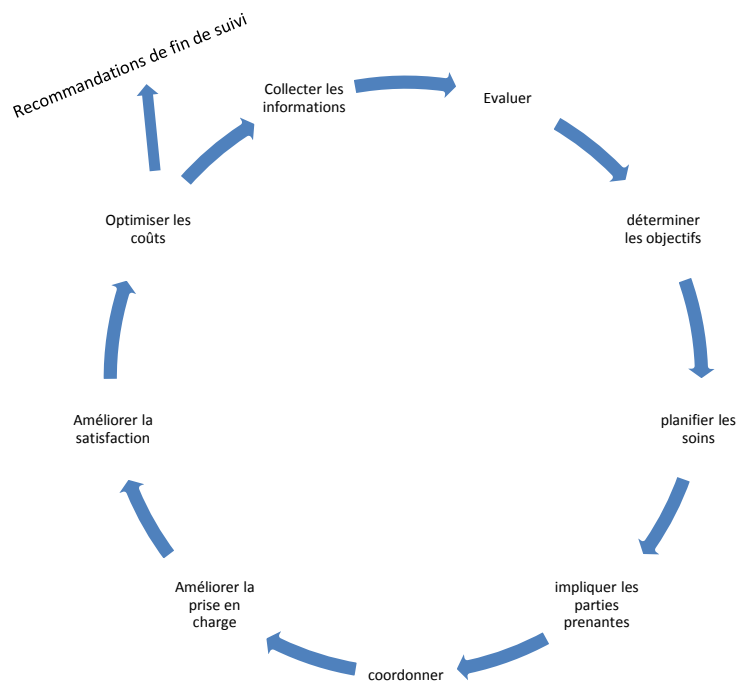 Recommandations de fin de suivi
Collecter les
informations
Evaluer
déterminer
les objectifs
planifier les
soins
impliquer les
parties
prenantes
coordonner
Améliorer la
prise en
charge
Améliorer la
satisfaction
Optimiser les
coûts